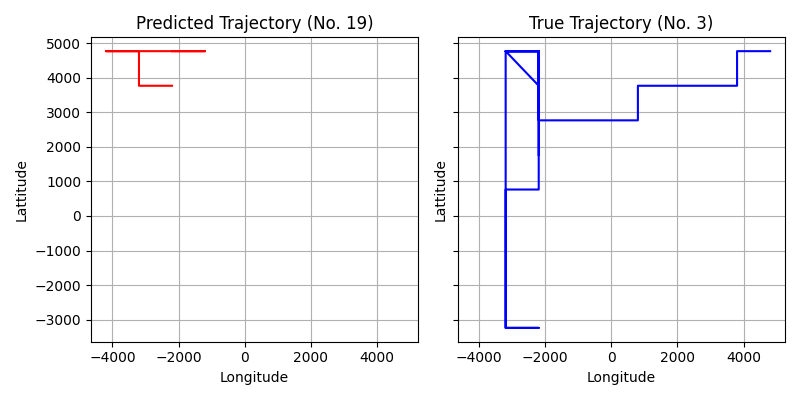 Predicted Trajectory (No. 19)
True Trajectory (No. 3)
5000
4000
3000
2000
1000
0
−1000
−2000
−3000
Lattitude
Lattitude
−4000 −2000 0 2000 4000
−4000 −2000 0 2000 4000
Longitude
Longitude